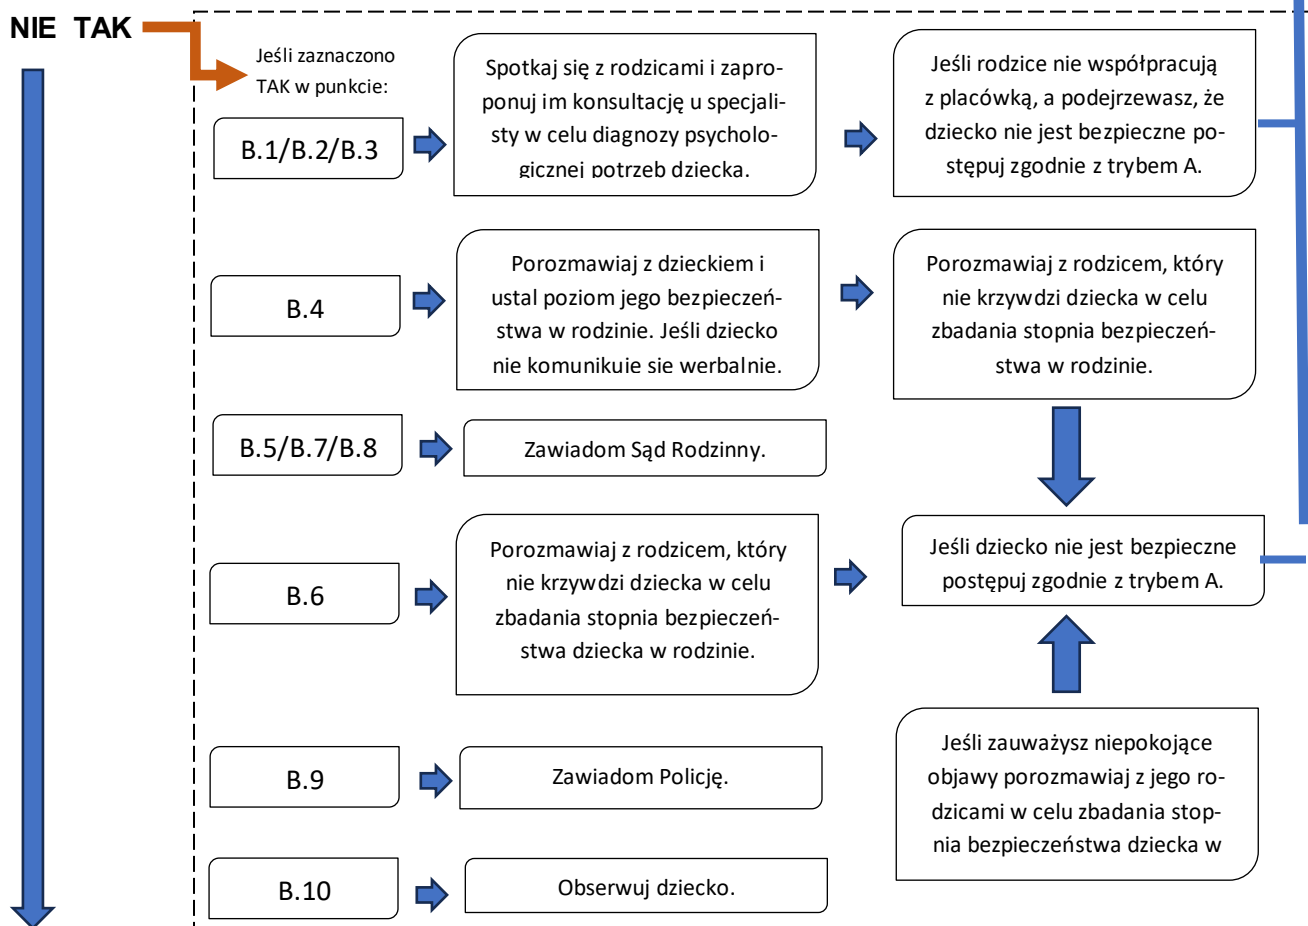 NIE TAK
Jeśli zaznaczono
TAK w punkcie:
B.1/B.2/B.3
Spotkaj się z rodzicami i zapro-
ponuj im konsultację u specjali-
sty w celu diagnozy psycholo-
gicznej potrzeb dziecka.
Jeśli rodzice nie współpracują
z placówką, a podejrzewasz, że
dziecko nie jest bezpieczne po-
stępuj zgodnie z trybem A.
B.4
Porozmawiaj z dzieckiem i
ustal poziom jego bezpieczeń-
stwa w rodzinie. Jeśli dziecko
nie komunikuje się werbalnie.
Porozmawiaj z rodzicem, który
nie krzywdzi dziecka w celu
zbadania stopnia bezpieczeń-
stwa w rodzinie.
B.5/B.7/B.8
Zawiadom Sąd Rodzinny.
B.6
Porozmawiaj z rodzicem, który
nie krzywdzi dziecka w celu
zbadania stopnia bezpieczeń-
stwa dziecka w rodzinie.
Jeśli dziecko nie jest bezpieczne
postępuj zgodnie z trybem A.
B.9
Zawiadom Policję.
Jeśli zauważysz niepokojące
objawy porozmawiaj z jego ro-
dzicami w celu zbadania stop-
nia bezpieczeństwa dziecka w
B.10
Obserwuj dziecko.